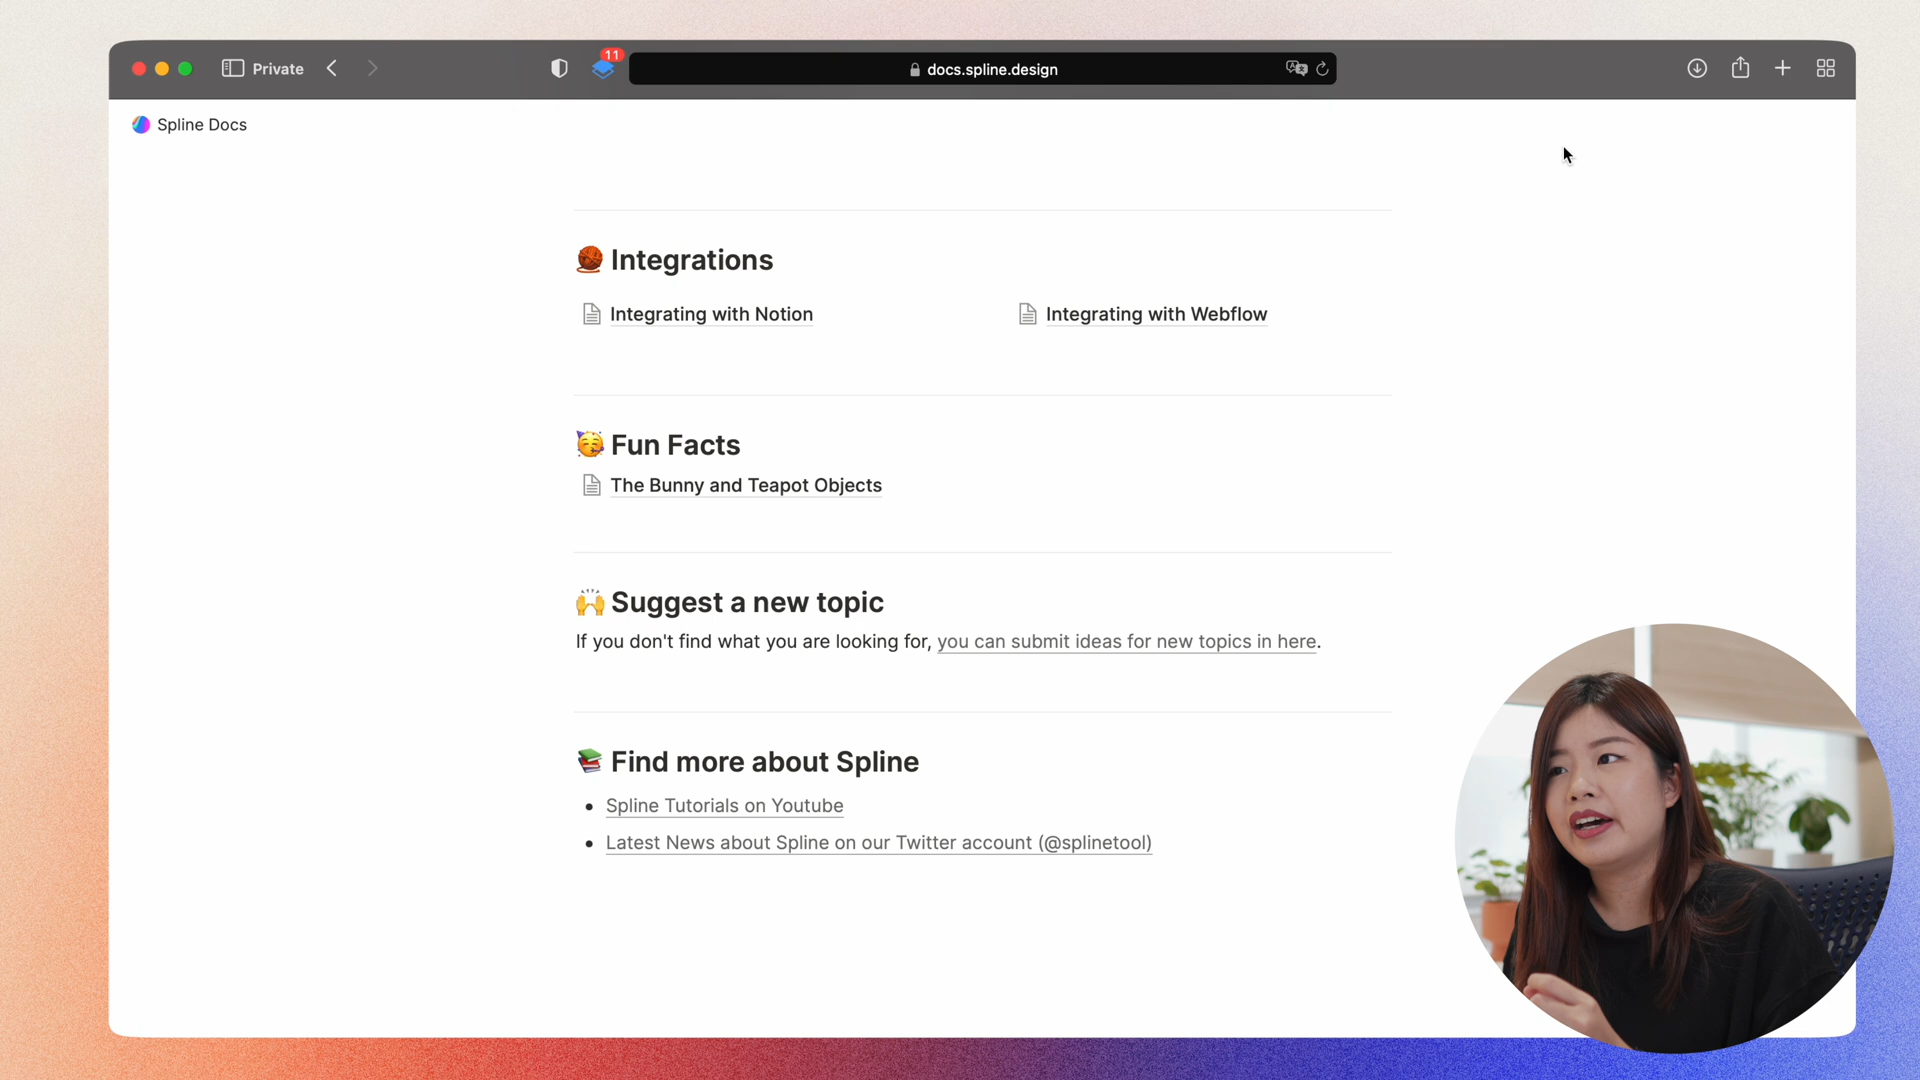 Private
11
docs.spline.design
Spline Docs
Integrations
Integrating with Notion
Integrating with Webflow
Fun Facts
The Bunny and Teapot Objects
Suggest a new topic
If you don't find what you are looking for, you can submit ideas for new topics in here.
Find more about Spline
Spline Tutorials on Youtube
Latest News about Spline on our Twitter account (@splinetool)